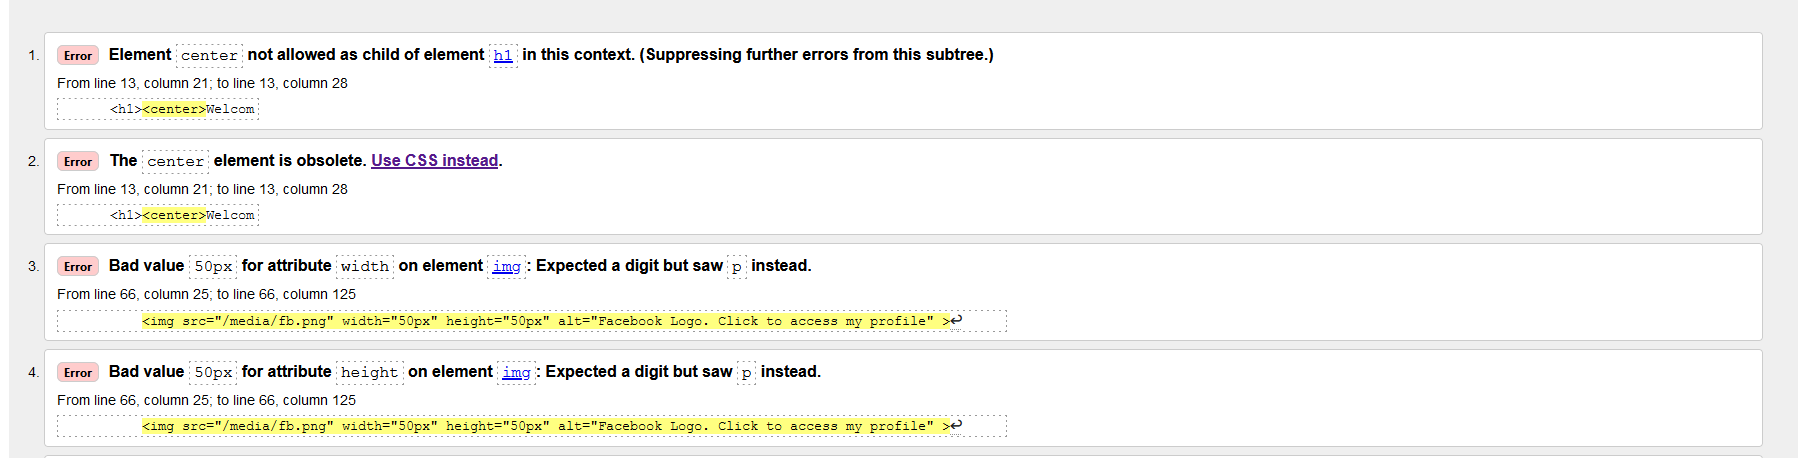 1. Error Element center not allowed as child of element h1 in this context. (Suppressing further errors from this subtree.)
From line 13, column 21; to line 13, column 28
<h1><center>Welcom
2. Error The center element is obsolete. Use CSS instead.
From line 13, column 21; to line 13, column 28
<h1><center>Welcom
3. Error Bad value 50px for attribute width on element img: Expected a digit but saw p instead.
From line 66, column 25; to line 66, column 125
<img src="/media/fb.png" width="50px" height="50px" alt="Facebook Logo. Click to access my profile" >↩
4. Error Bad value 50px for attribute height on element img: Expected a digit but saw p instead.
From line 66, column 25; to line 66, column 125
<img src="/media/fb.png" width="50px" height="50px" alt="Facebook Logo. Click to access my profile" >↩